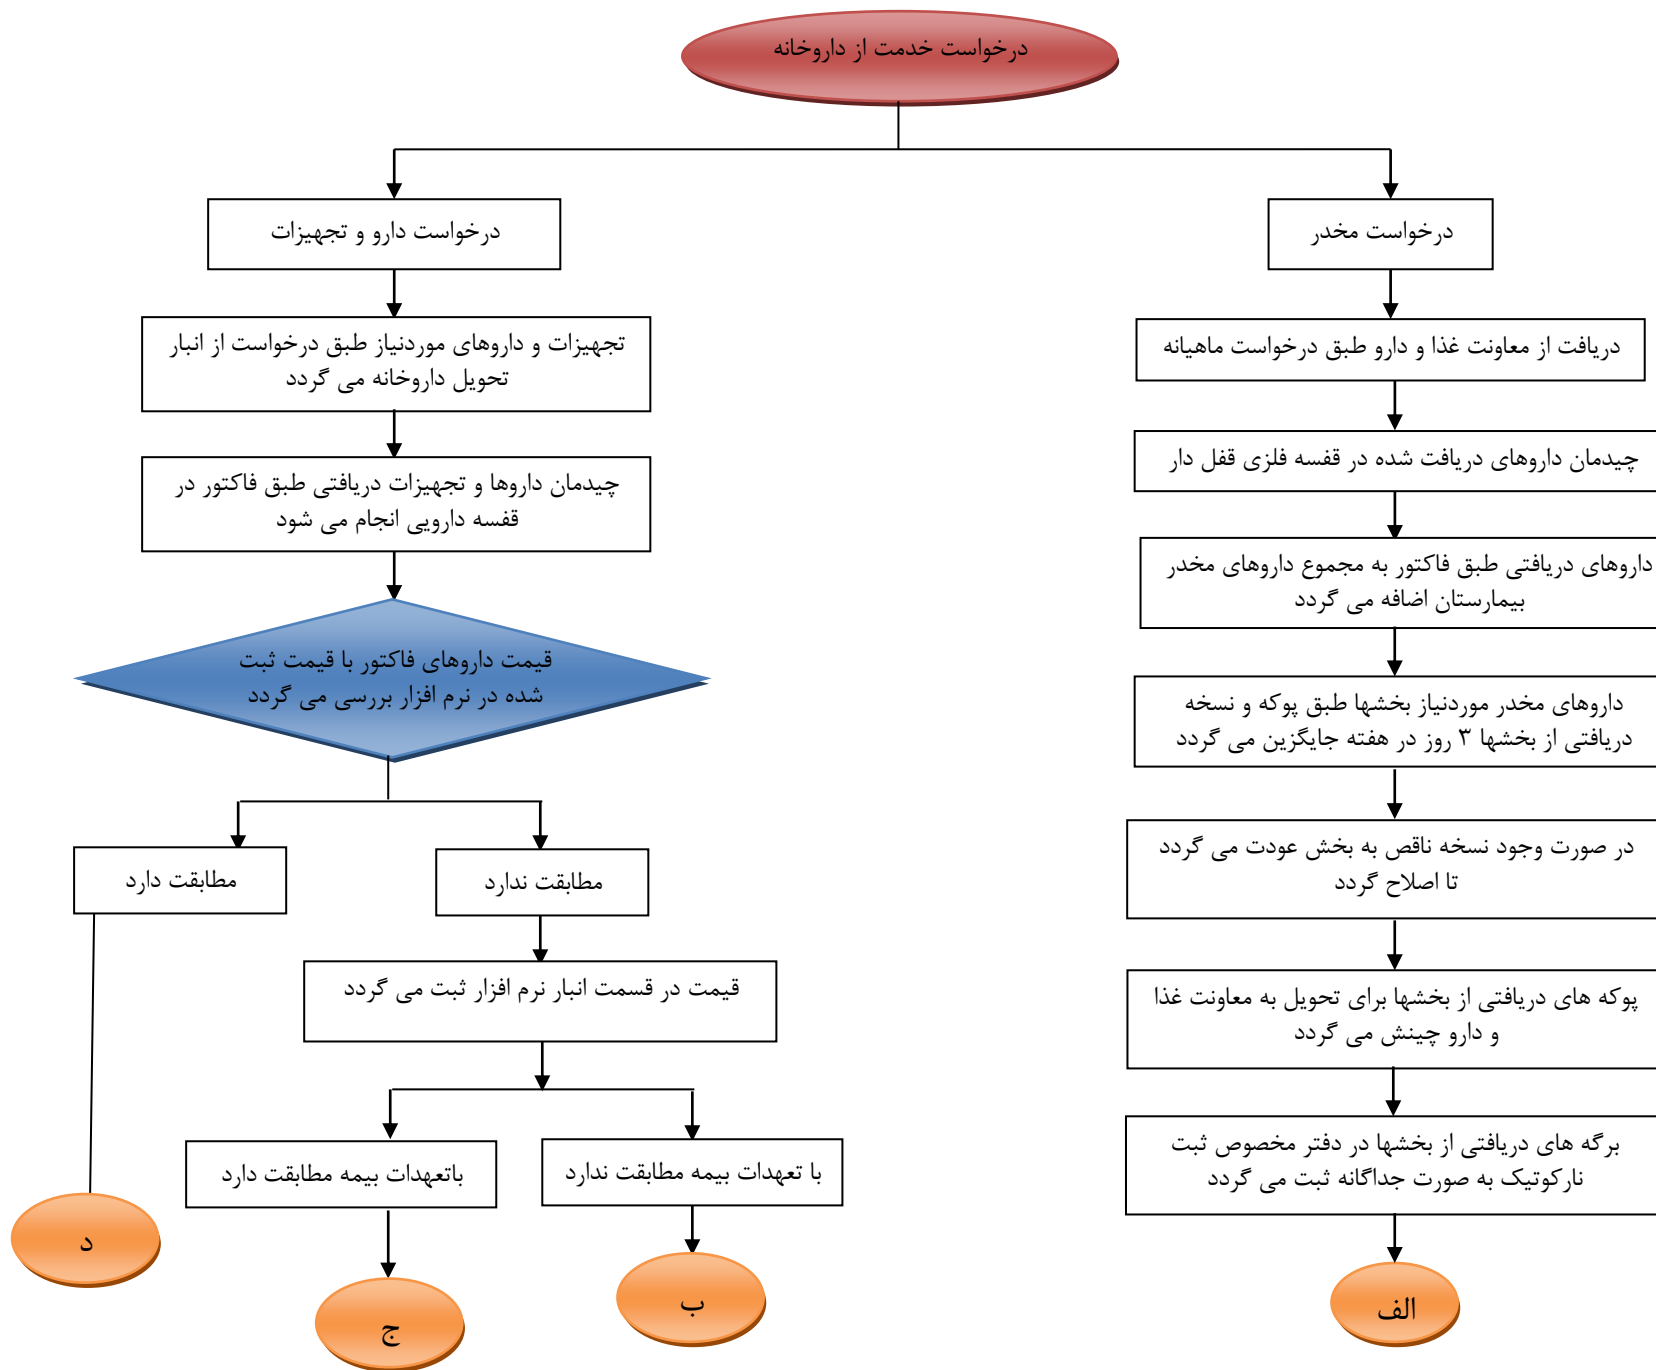 درخواست خدمت از داروخانه
درخواست مخدر
دریافت از معاونت غذا و دارو طبق درخواست ماهیانه
چیدمان داروهای دریافت شده در قفسه فلزی قفل دار
داروهای دریافتی طبق فاکتور به مجموع داروهای مخدر
بیمارستان اضافه می گردد
داروهای مخدر موردنیاز بخشها طبق پوکه و نسخه
دریافتی از بخشها ۳ روز در هفته جایگزین می گردد
در صورت وجود نسخه ناقص به بخش عودت می گردد
تا اصلاح گردد
پوکه های دریافتی از بخشها برای تحویل به معاونت غذا
و دارو چینش می گردد
برگه های دریافتی از بخشها در دفتر مخصوص ثبت
نارکوتیک به صورت جداگانه ثبت می گردد
الف
درخواست دارو و تجهیزات
تجهیزات و داروهای موردنیاز طبق درخواست از انبار
تحویل داروخانه می گردد
چیدمان داروها و تجهیزات دریافتی طبق فاکتور در
قفسه دارویی انجام می شود
قیمت داروهای فاکتور با قیمت ثبت
شده در نرم افزار بررسی می گردد
مطابقت ندارد
مطابقت دارد
قیمت در قسمت انبار نرم افزار ثبت می گردد
با تعهدات بیمه مطابقت ندارد
باتعهدات بیمه مطابقت دارد
ب
ج
د